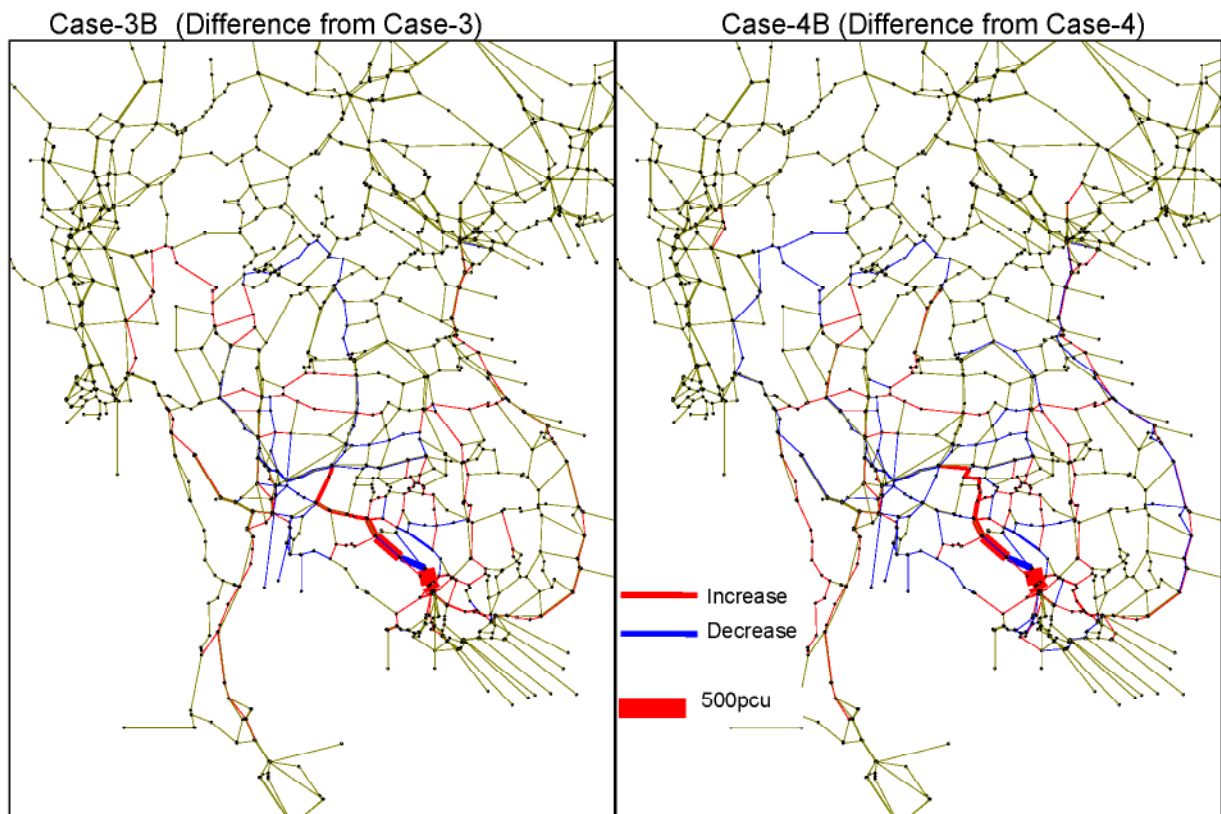 Case-3B (Difference from Case-3)
Case-4B (Difference from Case-4)
Increase
Decrease
500pcu